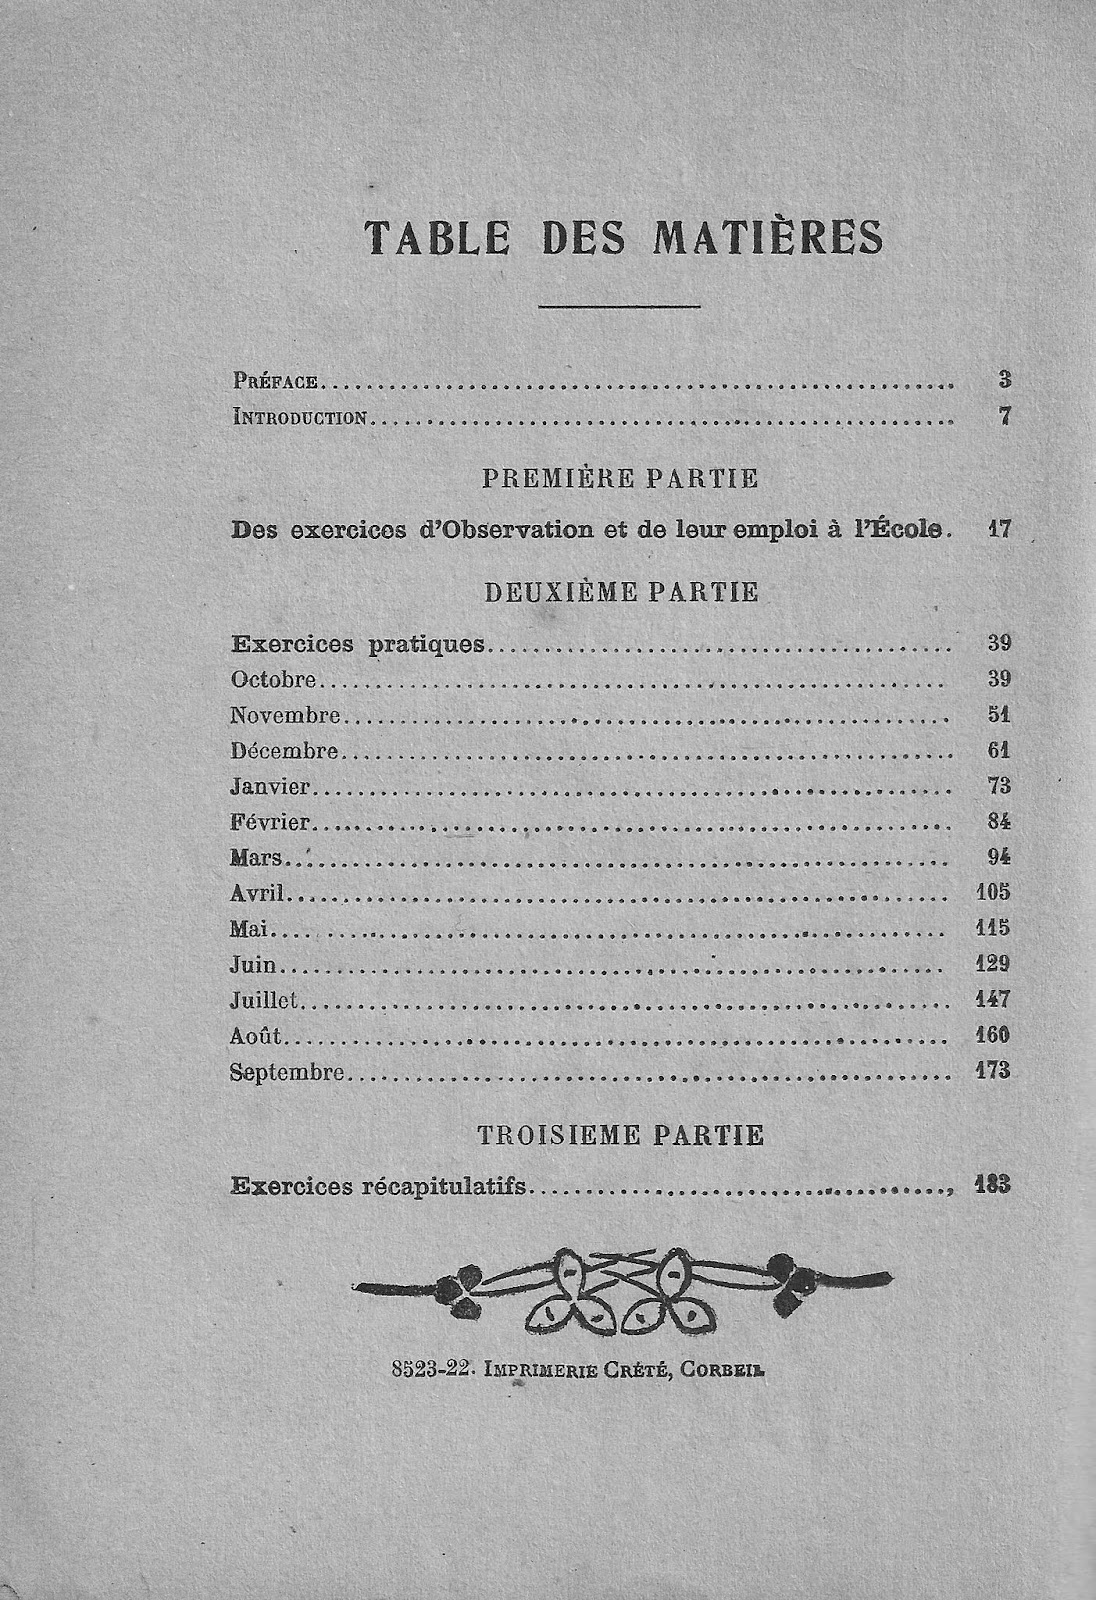 TABLE DES MATIÈRES
PRÉFACE........ 3
INTRODUCTION........ 7
PREMIÈRE PARTIE
Des exercices d'Observation et de leur emploi à l'École. 17
DEUXIÈME PARTIE
Exercices pratiques........ 39
Octobre........ 39
Novembre........ 51
Décembre........ 61
Janvier........ 73
Février........ 84
Mars........ 94
Avril........ 105
Mai........ 115
Juin........ 129
Juillet........ 147
Août........ 160
Septembre........ 173
TROISIEME PARTIE
Exercices récapitulatifs........, 183
8523-22. IMPRIMERIE CRÉTÉ, CORBEIL